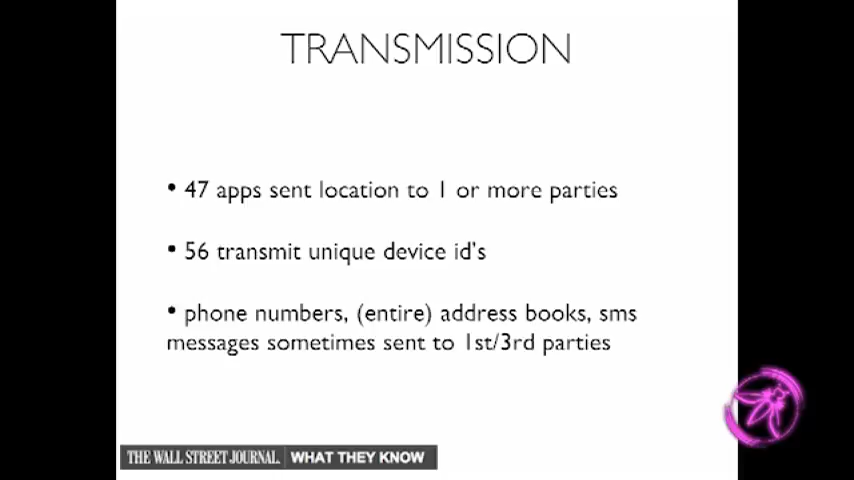 TRANSMISSION
• 47 apps sent location to 1 or more parties
• 56 transmit unique device id's
• phone numbers, (entire) address books, sms
messages sometimes sent to 1st/3rd parties
THE WALL STREET JOURNAL. WHAT THEY KNOW